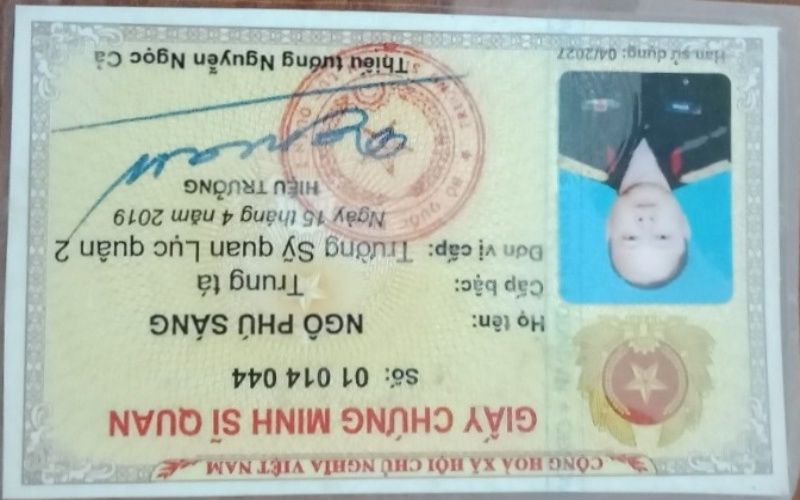 CỘNG HOÀ XÃ HỘI CHỦ NGHĨA VIỆT NAM
GIẤY CHỨNG MINH SĨ QUAN
Số: 01 014 044
Họ tên: NGÔ PHÚ SÁNG
Cấp bậc: Trung tá
Đơn vị cấp: Trường Sỹ quan Lục quân 2
Ngày 15 tháng 4 năm 2019
HIỆU TRƯỞNG
Thiếu tướng Nguyễn Ngọc Cả
Hạn sử dụng: 04/2027